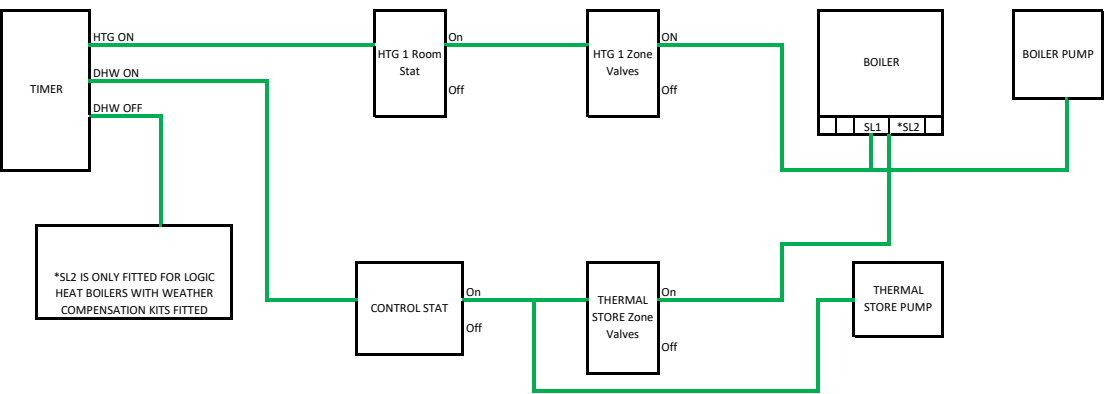 HTG ON
DHW ON
DHW OFF
TIMER
HTG 1 Room
Stat
On
Off
HTG 1 Zone
Valves
ON
Off
BOILER
SL1
*SL2
BOILER PUMP
*SL2 IS ONLY FITTED FOR LOGIC
HEAT BOILERS WITH WEATHER
COMPENSATION KITS FITTED
CONTROL STAT
On
Off
THERMAL
STORE Zone
Valves
On
Off
THERMAL
STORE PUMP